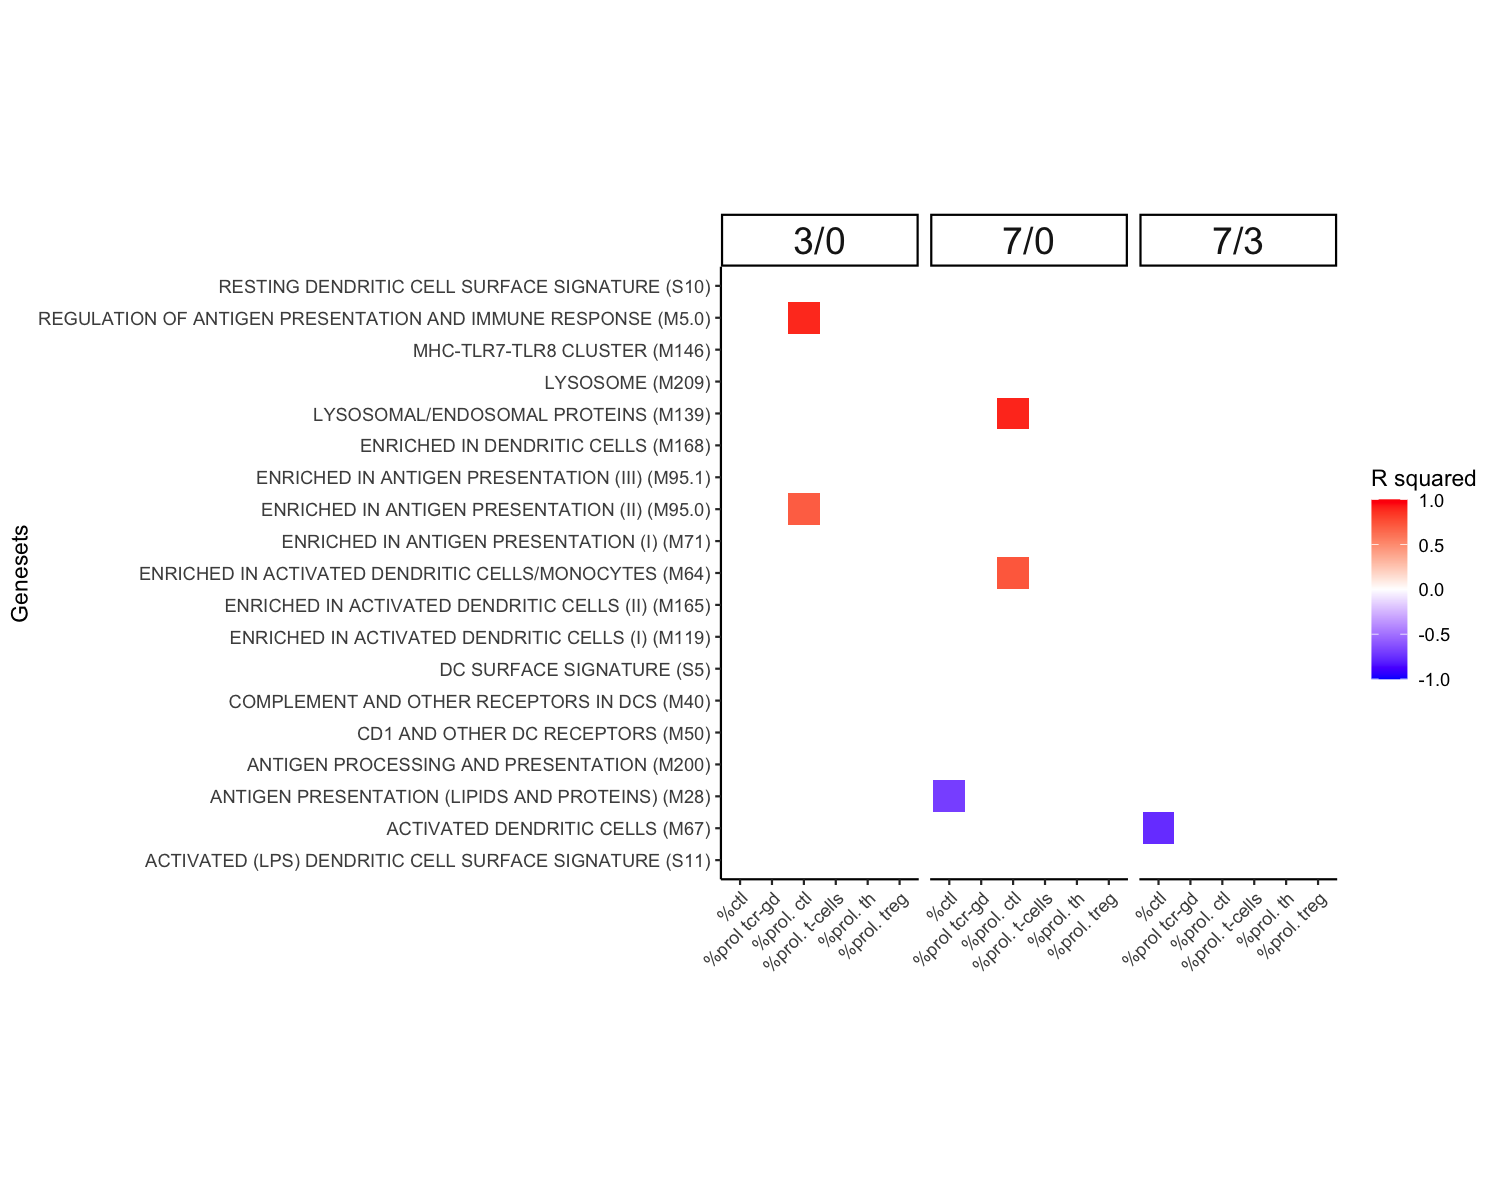 3/0
7/0
7/3
Genesets
RESTING DENDRITIC CELL SURFACE SIGNATURE (S10)
REGULATION OF ANTIGEN PRESENTATION AND IMMUNE RESPONSE (M5.0)
MHC-TLR7-TLR8 CLUSTER (M146)
LYSOSOME (M209)
LYSOSOMAL/ENDOSOMAL PROTEINS (M139)
ENRICHED IN DENDRITIC CELLS (M168)
ENRICHED IN ANTIGEN PRESENTATION (III) (M95.1)
ENRICHED IN ANTIGEN PRESENTATION (II) (M95.0)
ENRICHED IN ANTIGEN PRESENTATION (I) (M71)
ENRICHED IN ACTIVATED DENDRITIC CELLS/MONOCYTES (M64)
ENRICHED IN ACTIVATED DENDRITIC CELLS (II) (M165)
ENRICHED IN ACTIVATED DENDRITIC CELLS (I) (M119)
DC SURFACE SIGNATURE (S5)
COMPLEMENT AND OTHER RECEPTORS IN DCS (M40)
CD1 AND OTHER DC RECEPTORS (M50)
ANTIGEN PROCESSING AND PRESENTATION (M200)
ANTIGEN PRESENTATION (LIPIDS AND PROTEINS) (M28)
ACTIVATED DENDRITIC CELLS (M67)
ACTIVATED (LPS) DENDRITIC CELL SURFACE SIGNATURE (S11)
%ctl
%prol tcr-gd
%prol. ctl
%prol. t-cells
%prol. th
%prol. treg
%ctl
%prol tcr-gd
%prol. ctl
%prol. t-cells
%prol. th
%prol. treg
%ctl
%prol tcr-gd
%prol. ctl
%prol. t-cells
%prol. th
%prol. treg
R squared
1.0
0.5
0.0
-0.5
-1.0